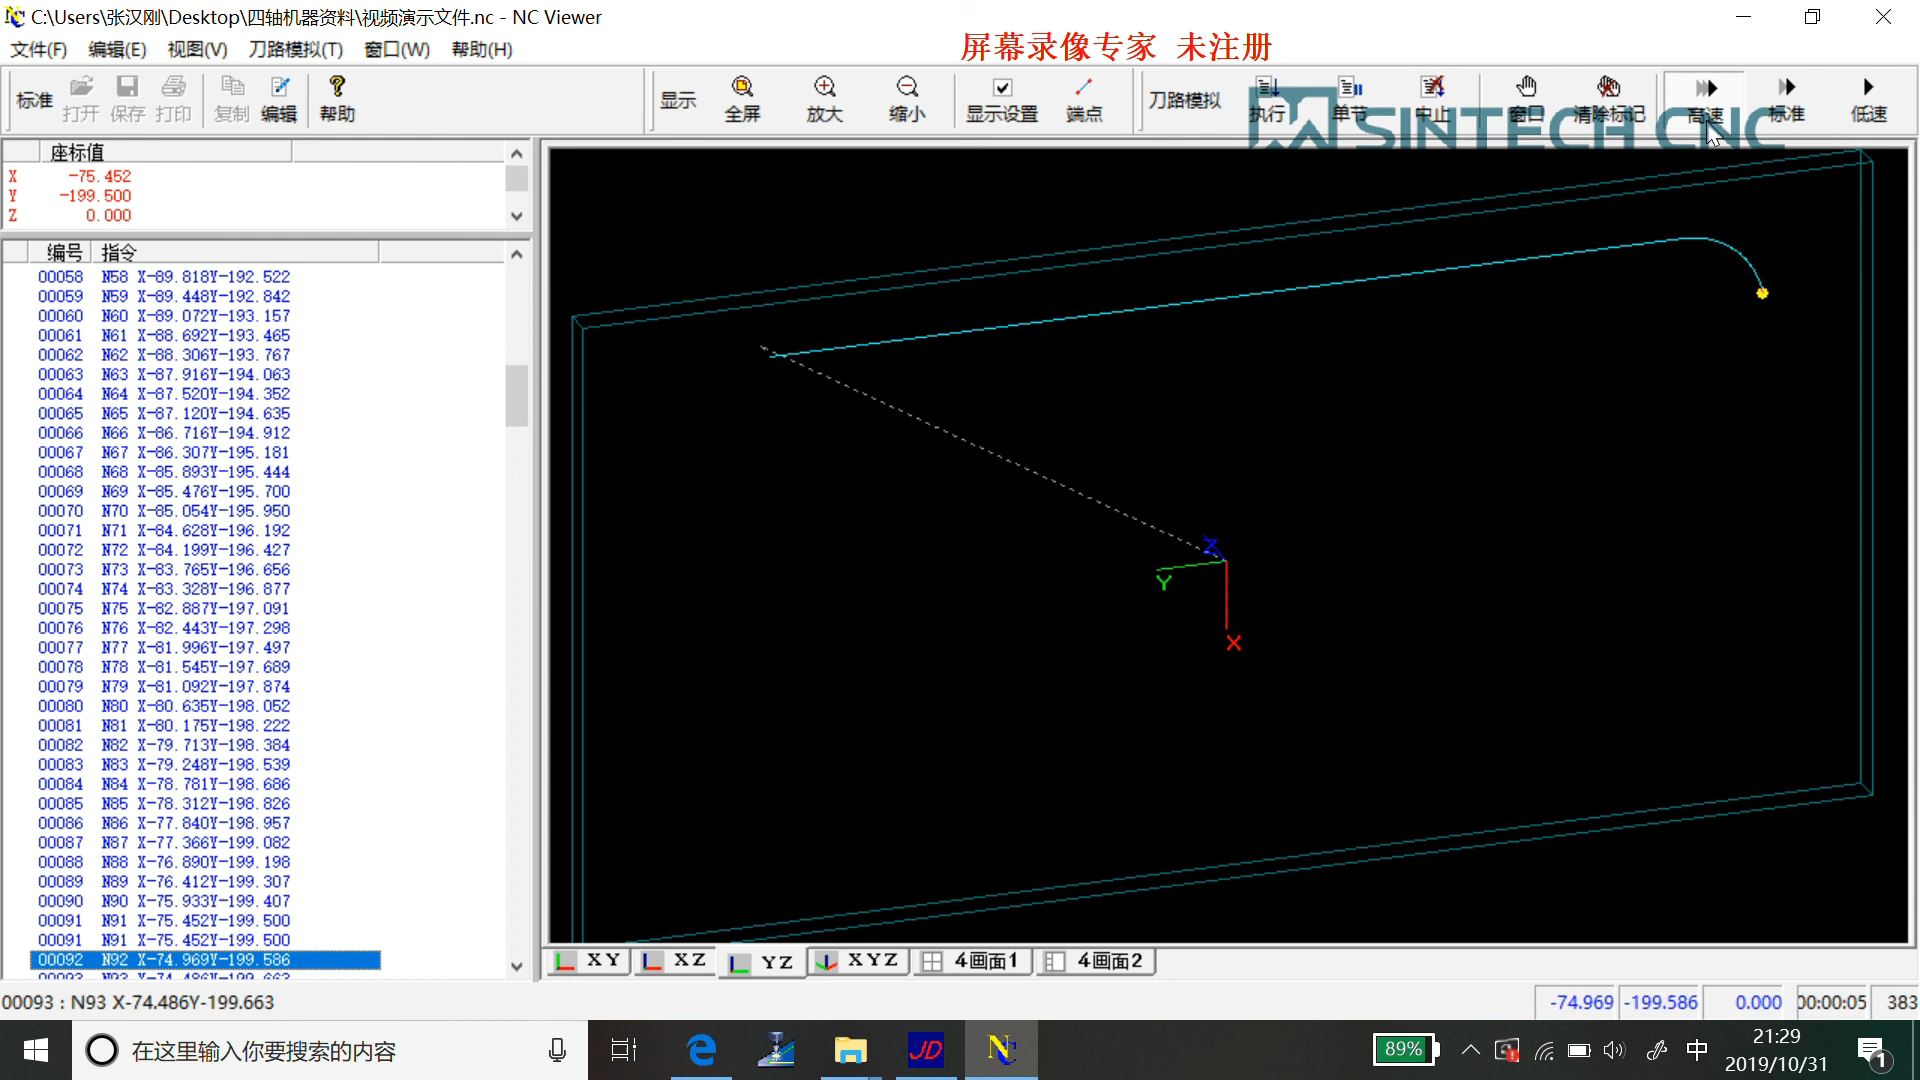 C:\Users\张汉刚\Desktop\四轴机器资料\视频演示文件.nc - NC Viewer
文件(F) 编辑(E) 视图(V) 刀路模拟(T) 窗口(W) 帮助(H)
屏幕录像专家 未注册
标准 打开 保存 打印 复制 编辑 帮助 显示 全屏 放大 缩小 显示设置 端点 刀路模拟 执行 单节 中止 窗口 清除标记 高速 标准 低速
SINTECH CNC
座标值
X -75.452
Y -199.500
Z 0.000
编号 指令
00058 N58 X-89.818Y-192.522
00059 N59 X-89.448Y-192.842
00060 N60 X-89.072Y-193.157
00061 N61 X-88.692Y-193.465
00062 N62 X-88.306Y-193.767
00063 N63 X-87.916Y-194.063
00064 N64 X-87.520Y-194.352
00065 N65 X-87.120Y-194.635
00066 N66 X-86.716Y-194.912
00067 N67 X-86.307Y-195.181
00068 N68 X-85.893Y-195.444
00069 N69 X-85.476Y-195.700
00070 N70 X-85.054Y-195.950
00071 N71 X-84.628Y-196.192
00072 N72 X-84.199Y-196.427
00073 N73 X-83.765Y-196.656
00074 N74 X-83.328Y-196.877
00075 N75 X-82.887Y-197.091
00076 N76 X-82.443Y-197.298
00077 N77 X-81.996Y-197.497
00078 N78 X-81.545Y-197.689
00079 N79 X-81.092Y-197.874
00080 N80 X-80.635Y-198.052
00081 N81 X-80.175Y-198.222
00082 N82 X-79.713Y-198.384
00083 N83 X-79.248Y-198.539
00084 N84 X-78.781Y-198.686
00085 N85 X-78.312Y-198.826
00086 N86 X-77.840Y-198.957
00087 N87 X-77.366Y-199.082
00088 N88 X-76.890Y-199.198
00089 N89 X-76.412Y-199.307
00090 N90 X-75.933Y-199.407
00091 N91 X-75.452Y-199.500
00091 N91 X-75.452Y-199.500
00092 N92 X-74.969Y-199.586
00093 N93 X-74.486Y-199.663
Z
Y
X
XY XZ YZ XYZ 4画面1 4画面2
00093 : N93 X-74.486Y-199.663
-74.969 -199.586 0.000 00:00:05 383
在这里输入你要搜索的内容
JD
89%
中
21:29
2019/10/31
1